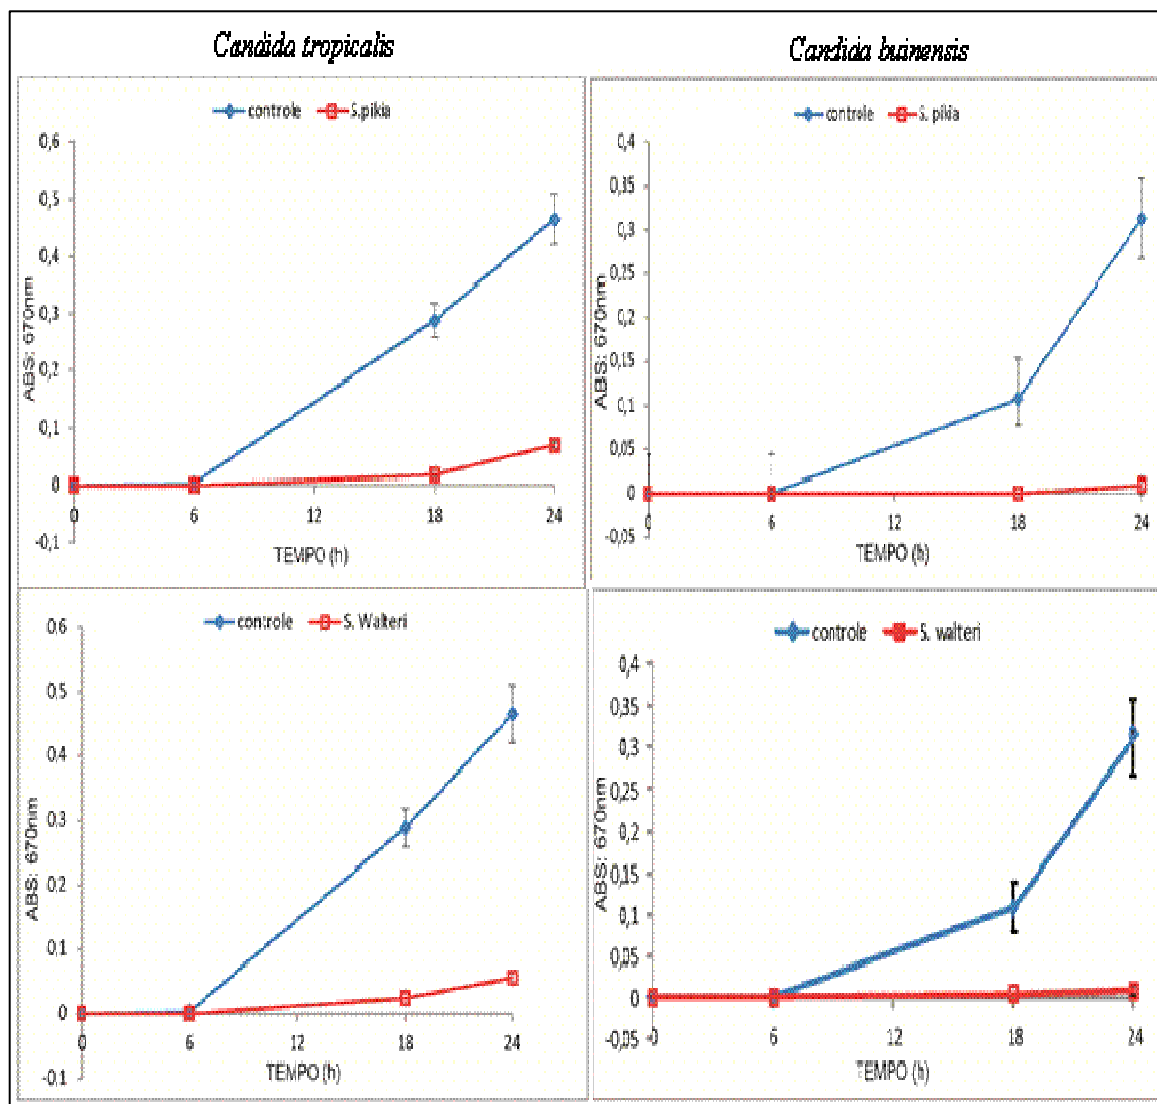 Candida tropicalis
Candida buinensis
controle S.pikia
0,6
0,5
0,4
0,3
0,2
0,1
0
-0,1
0 6 12 18 24
ABS: 670nm
TEMPO (h)
controle S. pikia
0,4
0,35
0,3
0,25
0,2
0,15
0,1
0,05
0
-0,05
0 6 12 18 24
ABS: 670nm
TEMPO (h)
controle S. Walteri
0,6
0,5
0,4
0,3
0,2
0,1
0
-0,1
0 6 18 24
ABS: 670nm
TEMPO (h)
controle S. walteri
0,4
0,35
0,3
0,25
0,2
0,15
0,1
0,05
0
-0,05
0 6 12 18 24
ABS: 670nm
TEMPO (h)